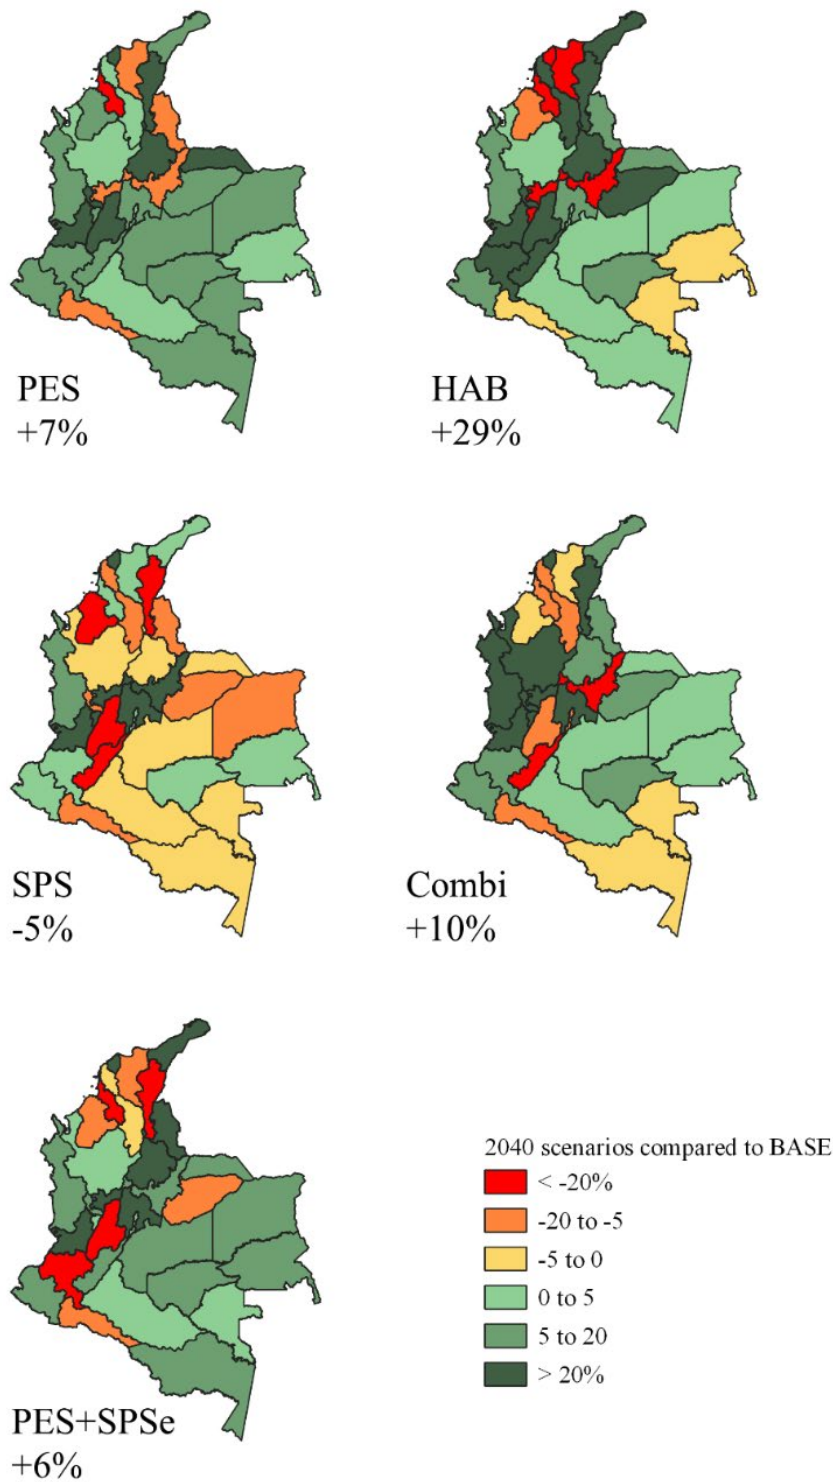 PES
+7%
HAB
+29%
SPS
-5%
Combi
+10%
PES+SPSe
+6%
2040 scenarios compared to BASE
< -20%
-20 to -5
-5 to 0
0 to 5
5 to 20
> 20%